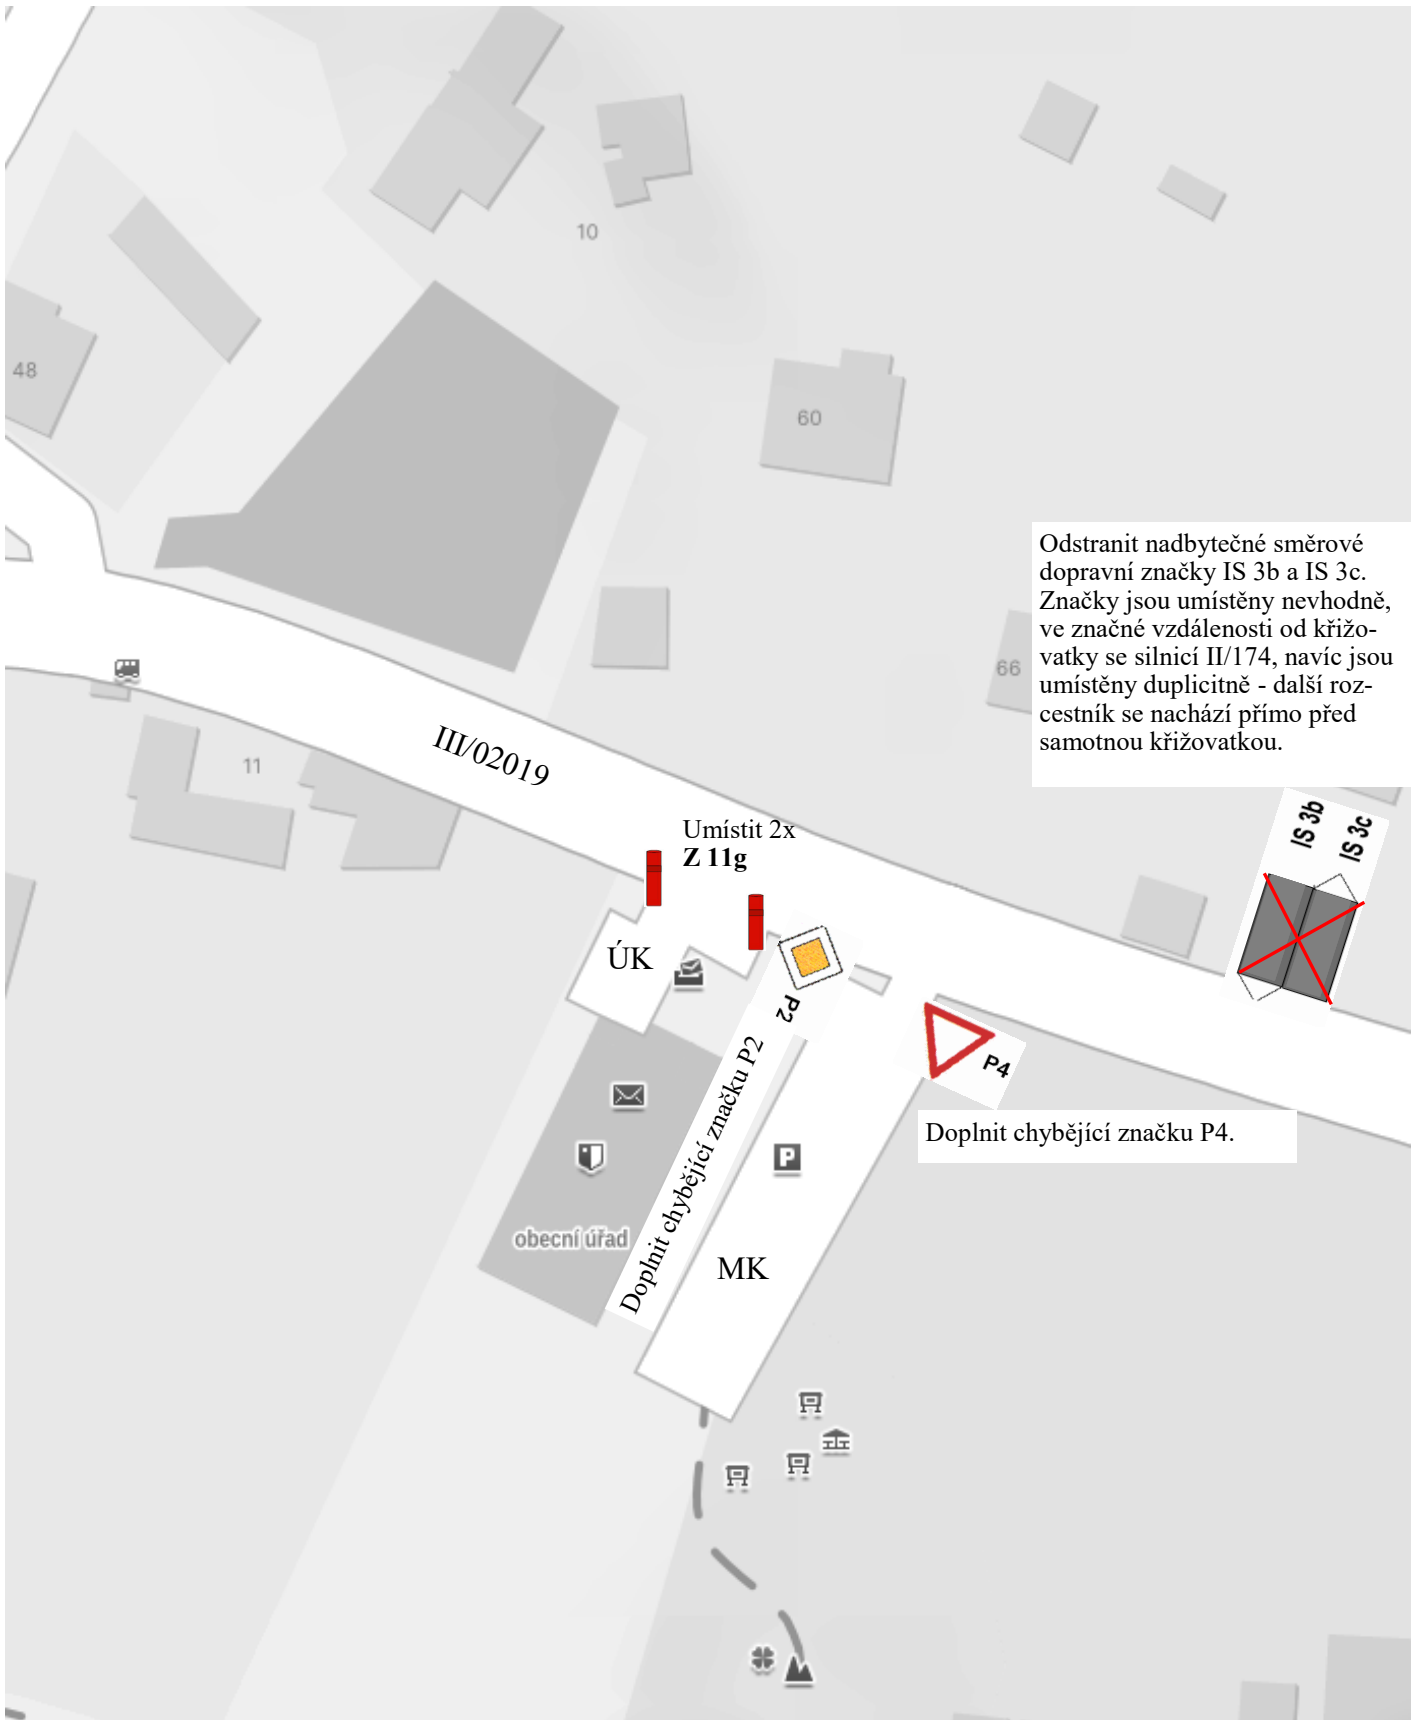 10
48
60
Odstranit nadbytečné směrové
dopravní značky IS 3b a IS 3c.
Značky jsou umístěny nevhodně,
ve značné vzdálenosti od křižo-
vatky se silnicí II/174, navíc jsou
umístěny duplicitně - další roz-
cestník se nachází přímo před
samotnou křižovatkou.
66
III/02019
11
IS 3b
IS 3c
Umístit 2x
Z 11g
ÚK
P2
P4
Doplnit chybějící značku P2
Doplnit chybějící značku P4.
P
obecní úřad
MK